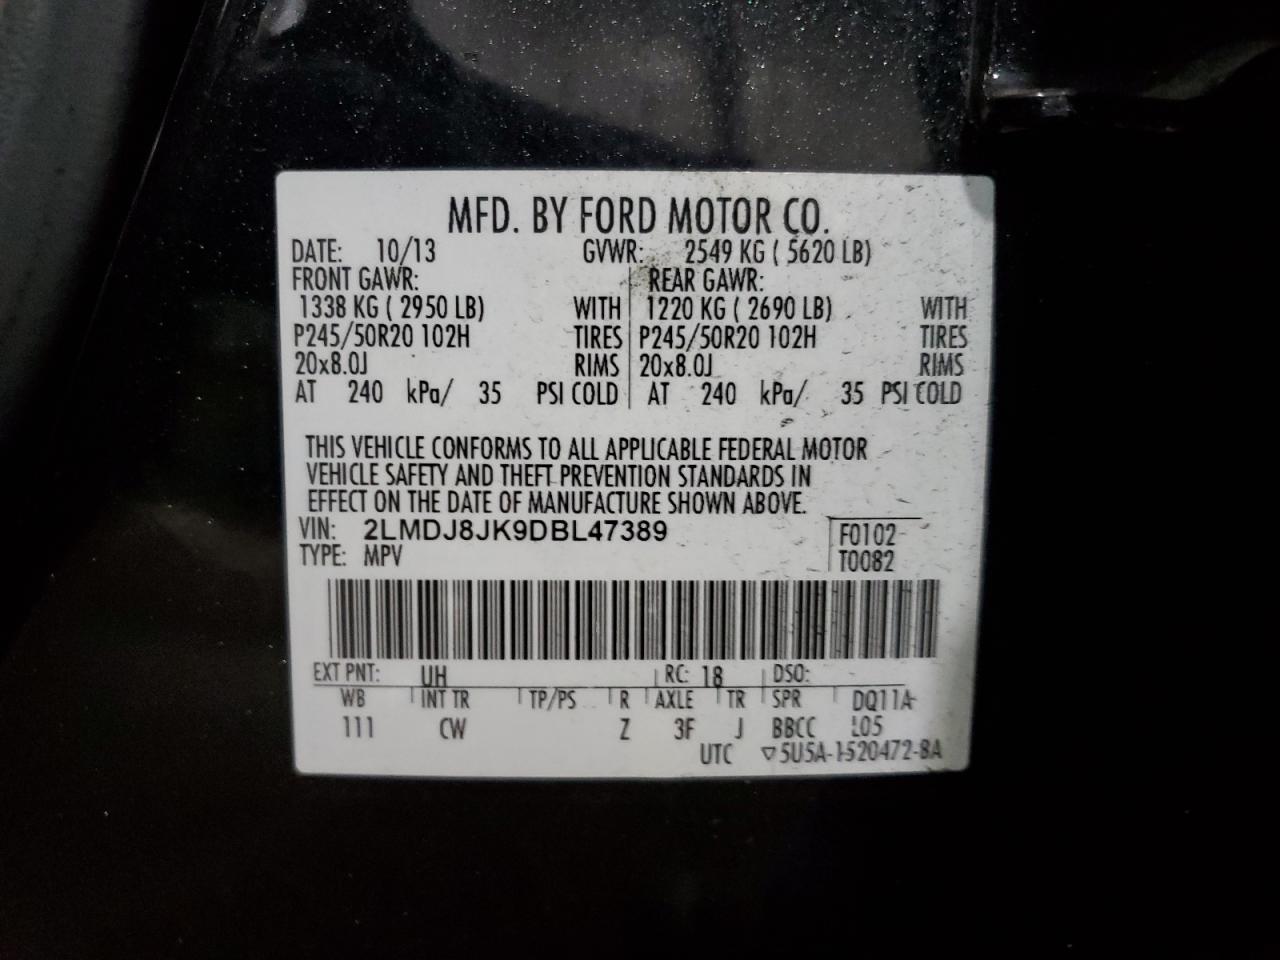 MFD. BY FORD MOTOR CO.
DATE: 10/13 GVWR: 2549 KG ( 5620 LB)
FRONT GAWR: REAR GAWR:
1338 KG ( 2950 LB) WITH 1220 KG ( 2690 LB) WITH
P245/50R20 102H TIRES P245/50R20 102H TIRES
20x8.0J RIMS 20x8.0J RIMS
AT 240 kPa/ 35 PSI COLD AT 240 kPa/ 35 PSI COLD
THIS VEHICLE CONFORMS TO ALL APPLICABLE FEDERAL MOTOR
VEHICLE SAFETY AND THEFT PREVENTION STANDARDS IN
EFFECT ON THE DATE OF MANUFACTURE SHOWN ABOVE.
VIN: 2LMDJ8JK9DBL47389 F0102
TYPE: MPV T0082
EXT PNT: UH RC: 18 DSO:
WB INT TR TP/PS R AXLE TR SPR DQ11A
111 CW Z 3F J BBCC L05
UTC ▽5U5A-1520472-BA